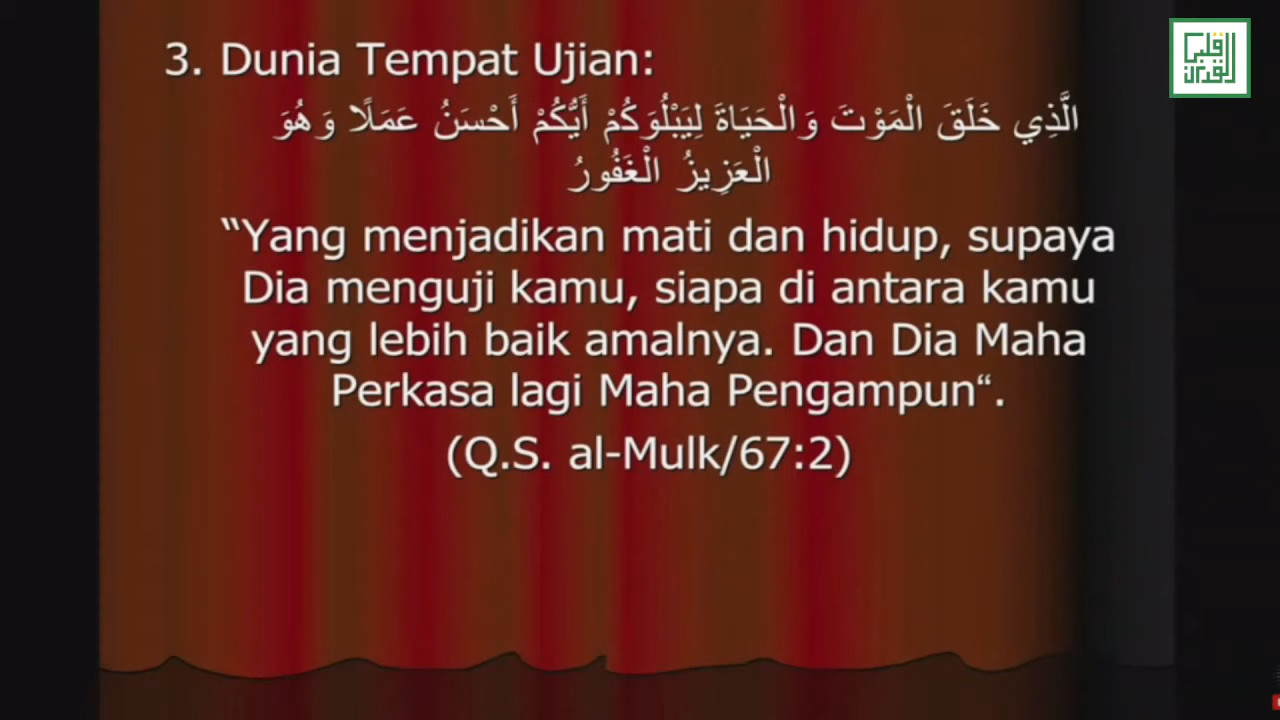 3. Dunia Tempat Ujian:
الَّذِي خَلَقَ الْمَوْتَ وَالْحَيَاةَ لِيَبْلُوَكُمْ أَيُّكُمْ أَحْسَنُ عَمَلًا وَهُوَ
الْعَزِيزُ الْغَفُورُ
“Yang menjadikan mati dan hidup, supaya
Dia menguji kamu, siapa di antara kamu
yang lebih baik amalnya. Dan Dia Maha
Perkasa lagi Maha Pengampun“.
(Q.S. al-Mulk/67:2)